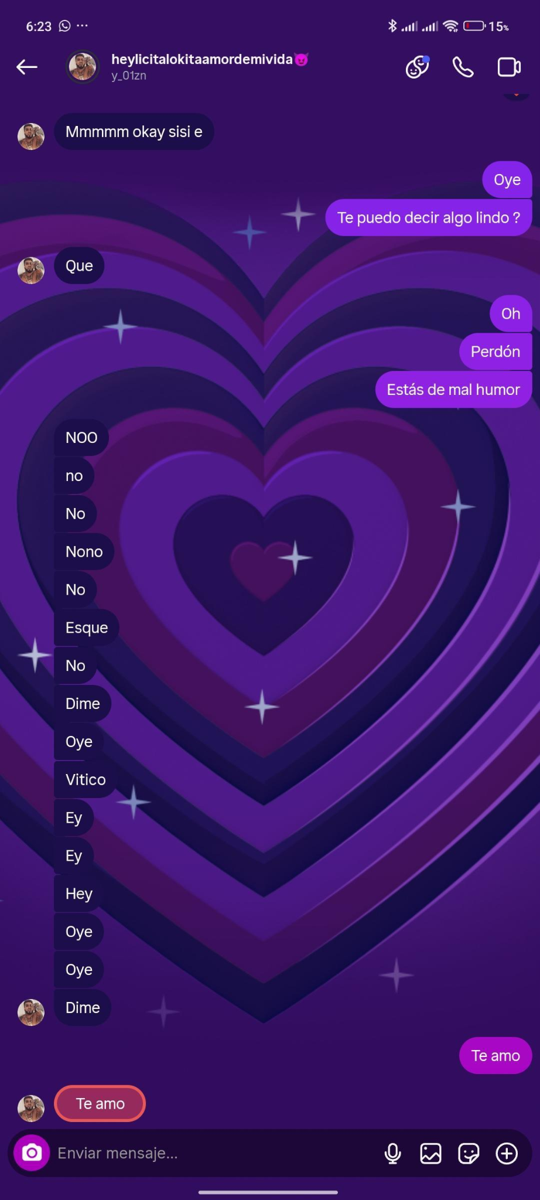 6:23 ··· 15%
heylicitalokitaamordemivida😈
y_01zn
Mmmmm okay sisi e
Oye
Te puedo decir algo lindo ?
Que
Oh
Perdón
Estás de mal humor
NOO
no
No
Nono
No
Esque
No
Dime
Oye
Vitico
Ey
Ey
Hey
Oye
Oye
Dime
Te amo
Te amo
Enviar mensaje...